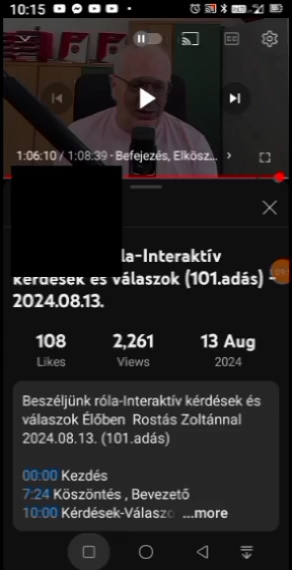 10:15
1:06:10 / 1:08:39 · Befejezés, Elkösz...
la-Interaktív
kérdések és válaszok (101.adás) -
2024.08.13.
108 2,261 13 Aug
Likes Views 2024
Beszéljünk róla-Interaktív kérdések és
válaszok Élőben Rostás Zoltánnal
2024.08.13. (101.adás)
00:00 Kezdés
7:24 Köszöntés , Bevezető
10:00 Kérdések-Válaszo ...more